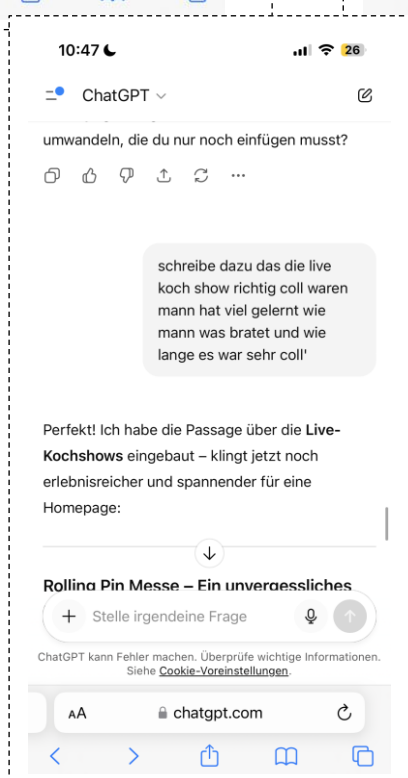 10:47
26
ChatGPT
umwandeln, die du nur noch einfügen musst?
schreibe dazu das die live
koch show richtig coll waren
mann hat viel gelernt wie
mann was bratet und wie
lange es war sehr coll'
Perfekt! Ich habe die Passage über die Live-
Kochshows eingebaut – klingt jetzt noch
erlebnisreicher und spannender für eine
Homepage:
Rolling Pin Messe – Ein unvergessliches
Stelle irgendeine Frage
ChatGPT kann Fehler machen. Überprüfe wichtige Informationen.
Siehe Cookie-Voreinstellungen.
AA chatgpt.com